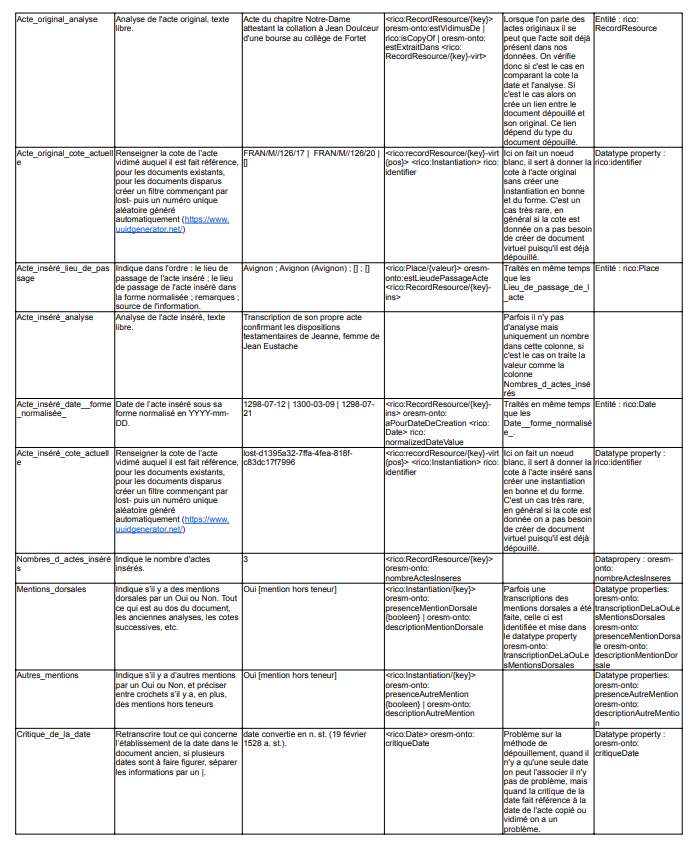 Acte_original_analyse
Analyse de l'acte original, texte
libre.
Acte du chapitre Notre-Dame
attestant la collation à Jean Doulceur
d'une bourse au collège de Fortet
<rico:RecordResource/{key}>
oresm-onto:estVidimusDe |
rico:isCopyOf | oresm-onto:
estExtraitDans <rico:
RecordResource/{key}-virt>
Lorsque l'on parle des
actes originaux il se
peut que l'acte soit déjà
présent dans nos
données. On vérifie
donc si c'est le cas en
comparant la cote la
date et l'analyse. Si
c'est le cas alors on
crée un lien entre le
document dépouillé et
son original. Ce lien
dépend du type du
document dépouillé.
Entité : rico:
RecordResource
Acte_original_cote_actuell
e
Renseigner la cote de l'acte
vidimé auquel il est fait référence,
pour les documents existants,
pour les documents disparus
créer un filtre commençant par
lost- puis un numéro unique
aléatoire généré
automatiquement (https://www.
uuidgenerator.net/)
FRAN/M//126/17 | FRAN/M//126/20 |
[]
<rico:recordResource/{key}-virt
{pos}> <rico:Instantiation> rico:
identifier
Ici on fait un noeud
blanc, il sert à donner la
cote à l'acte original
sans créer une
instantiation en bonne
et du forme. C'est un
cas très rare, en
général si la cote est
donnée on a pas besoin
de créer de document
virtuel puisqu'il est déjà
dépouillé.
Datatype property :
rico:identifier
Acte_inséré_lieu_de_pas
sage
Indique dans l'ordre : le lieu de
passage de l'acte inséré ; le lieu
de passage de l'acte inséré dans
la forme normalisée ; remarques ;
source de l'information.
Avignon ; Avignon (Avignon) ; [] ; []
<rico:Place/{valeur}> oresm-
onto:estLieudePassageActe
<rico:RecordResource/{key}-
ins>
Traités en même temps
que les
Lieu_de_passage_de_l
_acte
Entité : rico:Place
Acte_inséré_analyse
Analyse de l'acte inséré, texte
libre.
Transcription de son propre acte
confirmant les dispositions
testamentaires de Jeanne, femme de
Jean Eustache
Parfois il n'y pas
d'analyse mais
uniquement un nombre
dans cette colonne, si
c'est le cas on traite la
valeur comme la
colonne
Nombres_d_actes_insé
rés
Acte_inséré_date__forme
_normalisée_
Date de l'acte inséré sous sa
forme normalisé en YYYY-mm-
DD.
1298-07-12 | 1300-03-09 | 1298-07-
21
<rico:RecordResource/{key}-
ins> oresm-onto:
aPourDateDeCreation <rico:
Date> rico:
normalizedDateValue
Traités en même temps
que les
Date__forme_normalisé
e_.
Entité : rico:Date
Acte_inséré_cote_actuell
e
Renseigner la cote de l'acte
vidimé auquel il est fait référence,
pour les documents existants,
pour les documents disparus
créer un filtre commençant par
lost- puis un numéro unique
aléatoire généré
automatiquement (https://www.
uuidgenerator.net/)
lost-d1395a32-7ffa-4fea-818f-
c83dc17f7996
<rico:recordResource/{key}-virt
{pos}> <rico:Instantiation> rico:
identifier
Ici on fait un noeud
blanc, il sert à donner la
cote à l'acte inséré sans
créer une instantiation
en bonne et du forme.
C'est un cas très rare,
en général si la cote est
donnée on a pas besoin
de créer de document
virtuel puisqu'il est déjà
dépouillé.
Datatype property :
rico:identifier
Nombres_d_actes_inséré
s
Indique le nombre d'actes
insérés.
3
<rico:RecordResource/{key}>
oresm-onto:
nombreActesInseres
Datapropery : oresm-
onto:
nombreActesInseres
Mentions_dorsales
Indique s'il y a des mentions
dorsales par un Oui ou Non. Tout
ce qui est au dos du document,
les anciennes analyses, les cotes
successives, etc.
Oui [mention hors teneur]
<rico:Instantiation/{key}>
oresm-onto:
presenceMentionDorsale
{booleen} | oresm-onto:
descriptionMentionDorsale
Parfois une
transcriptions des
mentions dorsales a été
faite, celle ci est
identifiée et mise dans
le datatype property
oresm-onto:
transcriptionDeLaOuLe
sMentionsDorsales
Datatype properties:
oresm-onto:
transcriptionDeLaOuLe
sMentionsDorsales
oresm-onto:
presenceMentionDorsa
le oresm-onto:
descriptionMentionDor
sale
Autres_mentions
Indique s'il y a d'autres mentions
par un Oui ou Non, et préciser
entre crochets s'il y a, en plus,
des mentions hors teneurs
Oui [mention hors teneur]
<rico:Instantiation/{key}>
oresm-onto:
presenceAutreMention
{booleen} | oresm-onto:
descriptionAutreMention
Datatype properties:
oresm-onto:
presenceAutreMention
oresm-onto:
descriptionAutreMentio
n
Critique_de_la_date
Retranscrire tout ce qui concerne
l'établissement de la date dans le
document ancien, si plusieurs
dates sont à faire figurer, séparer
les informations par un |.
date convertie en n. st. (19 février
1528 a. st.).
<rico:Date> oresm-onto:
critiqueDate
Problème sur la
méthode de
dépouillement, quand il
n'y a qu'une seule date
on peut l'associer il n'y
pas de problème, mais
quand la critique de la
date fait référence à la
date de l'acte copié ou
vidimé on a un
problème.
Datatype property :
oresm-onto:
critiqueDate